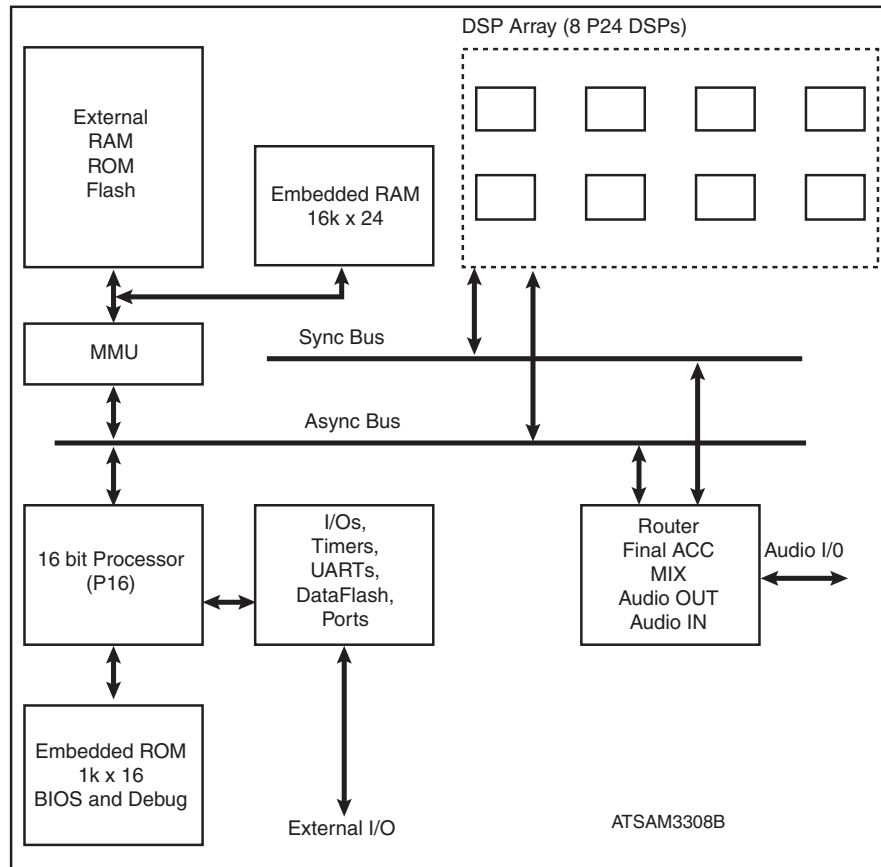 DSP Array (8 P24 DSPs)
External
RAM
ROM
Flash
Embedded RAM
16k x 24
MMU
Sync Bus
Async Bus
16 bit Processor
(P16)
I/Os,
Timers,
UARTs,
DataFlash,
Ports
Router
Final ACC
MIX
Audio OUT
Audio IN
Audio I/0
Embedded ROM
1k x 16
BIOS and Debug
External I/O
ATSAM3308B